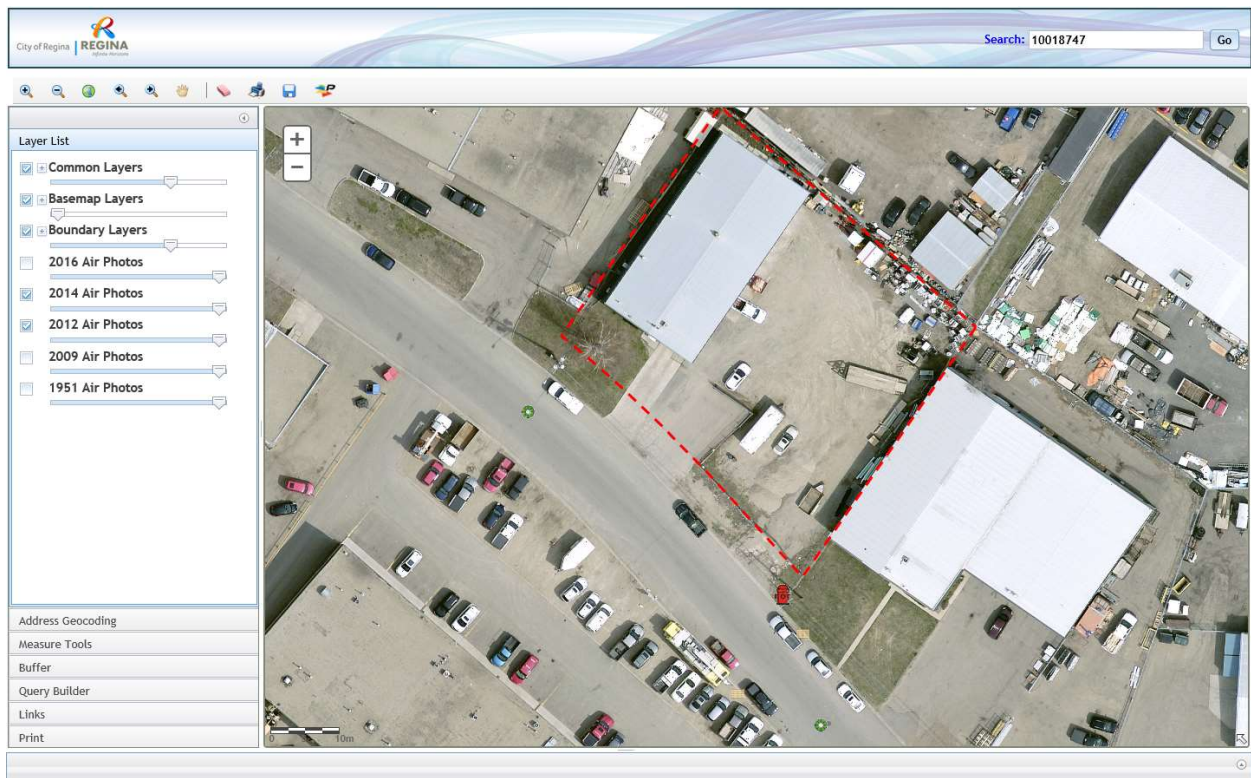 City of Regina
REGINA
Infinite Horizons
Search: 10018747 Go
P
Layer List
Common Layers
Basemap Layers
Boundary Layers
2016 Air Photos
2014 Air Photos
2012 Air Photos
2009 Air Photos
1951 Air Photos
Address Geocoding
Measure Tools
Buffer
Query Builder
Links
Print
+
−
0 10m